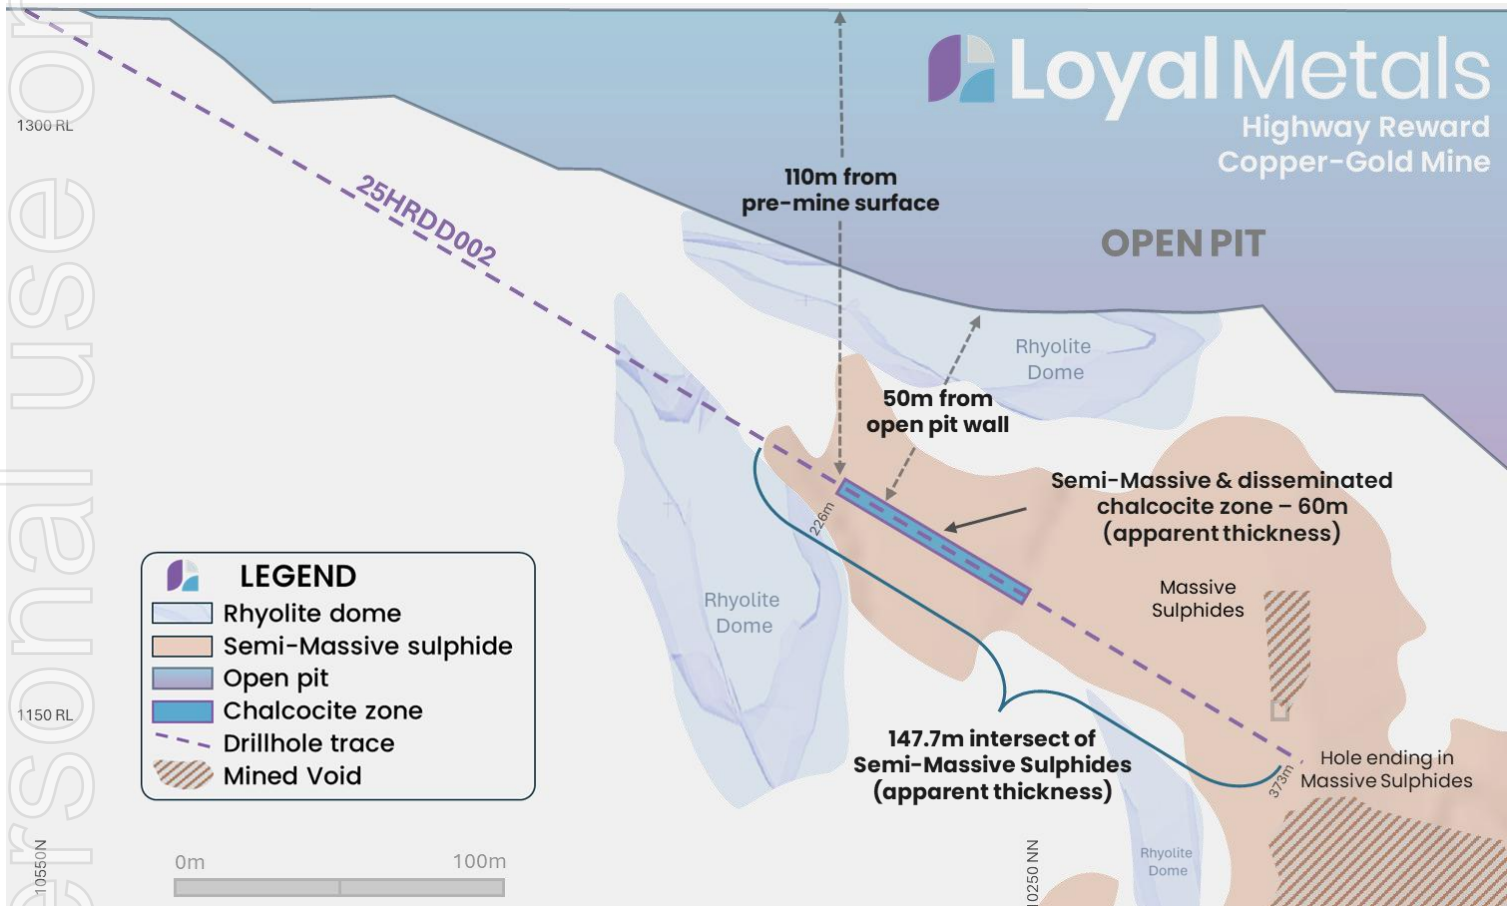 ersonal use or
Loyal Metals
Highway Reward
Copper-Gold Mine
1300 RL
25HRDD002
110m from
pre-mine surface
OPEN PIT
Rhyolite
Dome
50m from
open pit wall
Semi-Massive & disseminated
chalcocite zone – 60m
(apparent thickness)
226m
Massive
Sulphides
Rhyolite
Dome
LEGEND
Rhyolite dome
Semi-Massive sulphide
Open pit
Chalcocite zone
Drillhole trace
Mined Void
1150 RL
147.7m intersect of
Semi-Massive Sulphides
(apparent thickness)
373m
Hole ending in
Massive Sulphides
Rhyolite
Dome
10550N
0m
100m
10250 NN